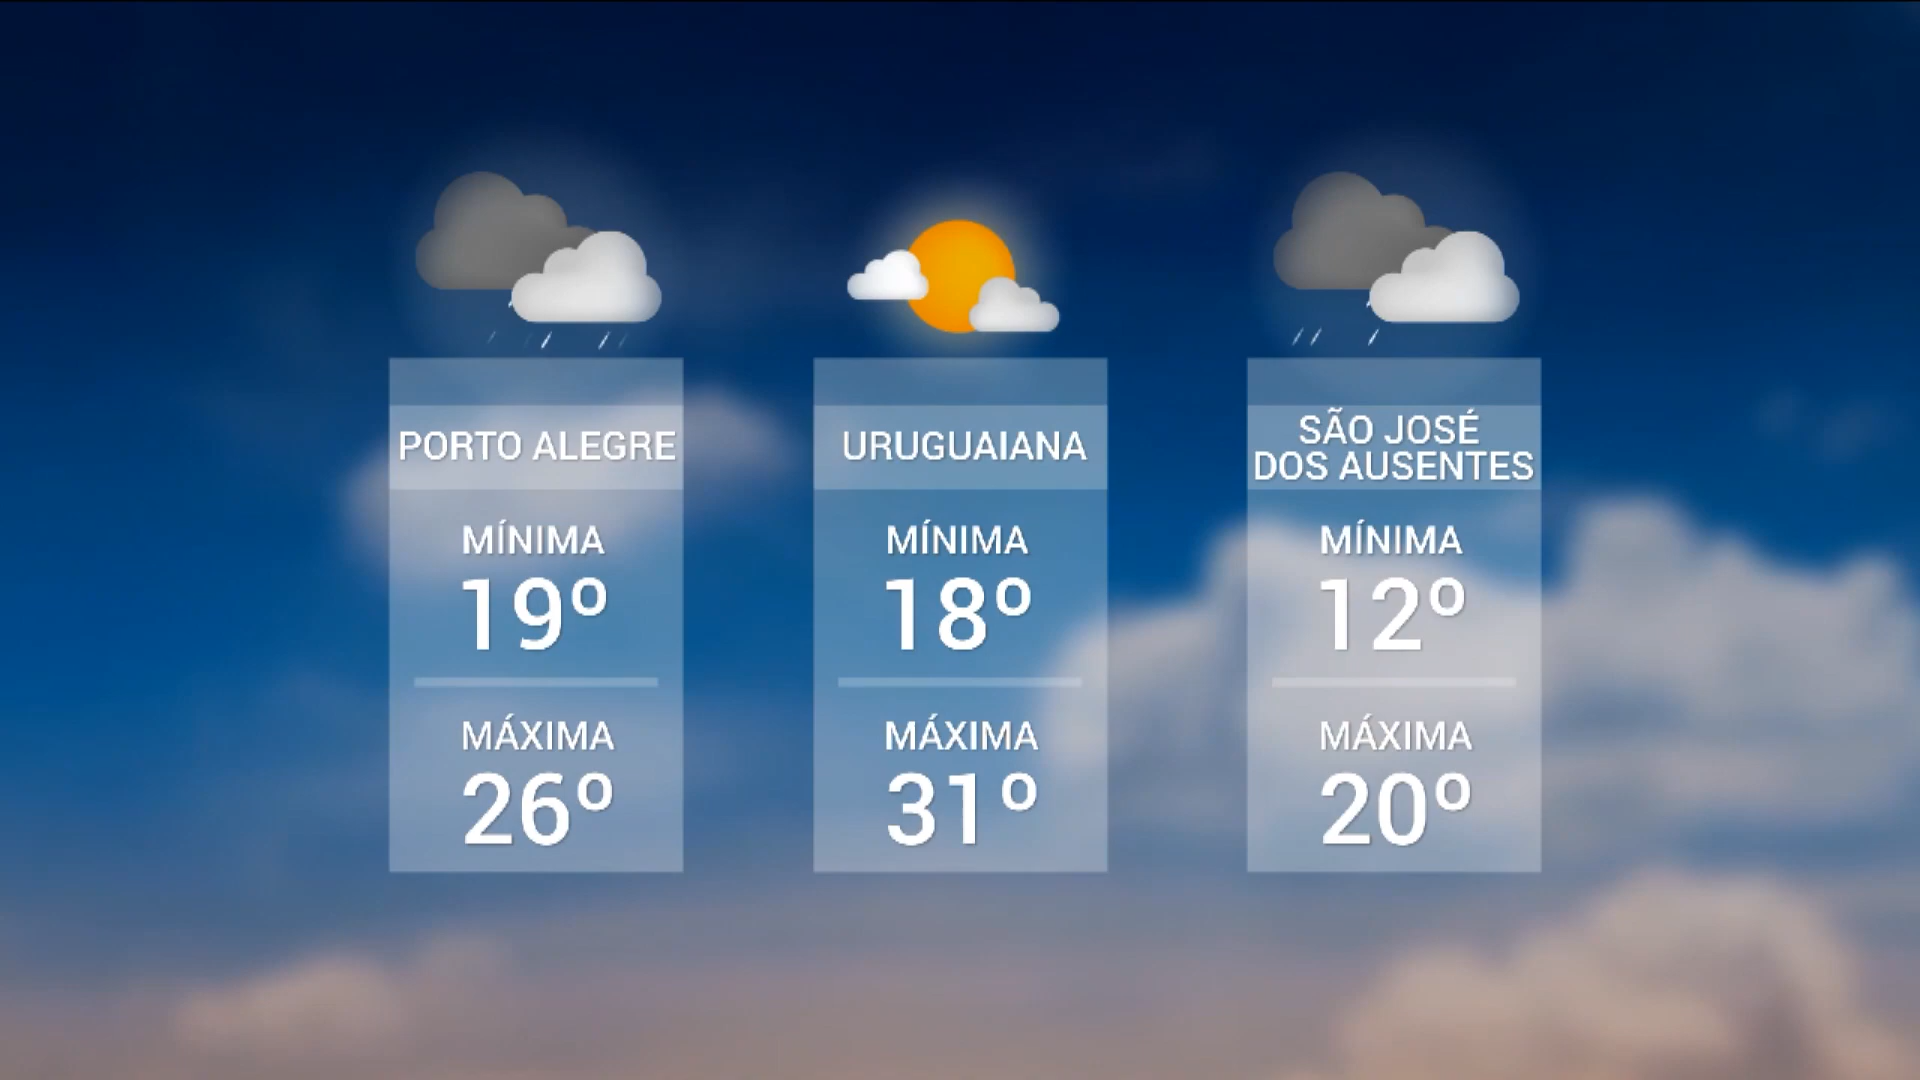 PORTO ALEGRE
MÍNIMA
19º
MÁXIMA
26º
URUGUAIANA
MÍNIMA
18º
MÁXIMA
31º
SÃO JOSÉ
DOS AUSENTES
MÍNIMA
12º
MÁXIMA
20º